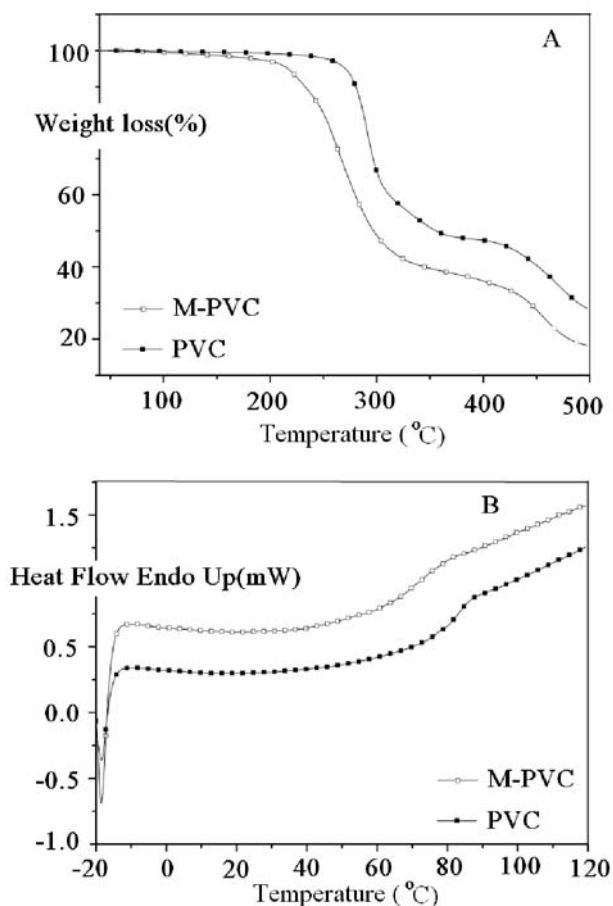 A
100
Weight loss(%)
60
40
20
M-PVC
PVC
100 200 300 400 500
Temperature (°C)
B
1.5
Heat Flow Endo Up(mW)
0.5
0.0
-0.5
-1.0
M-PVC
PVC
-20 0 20 40 60 80 100 120
Temperature (°C)